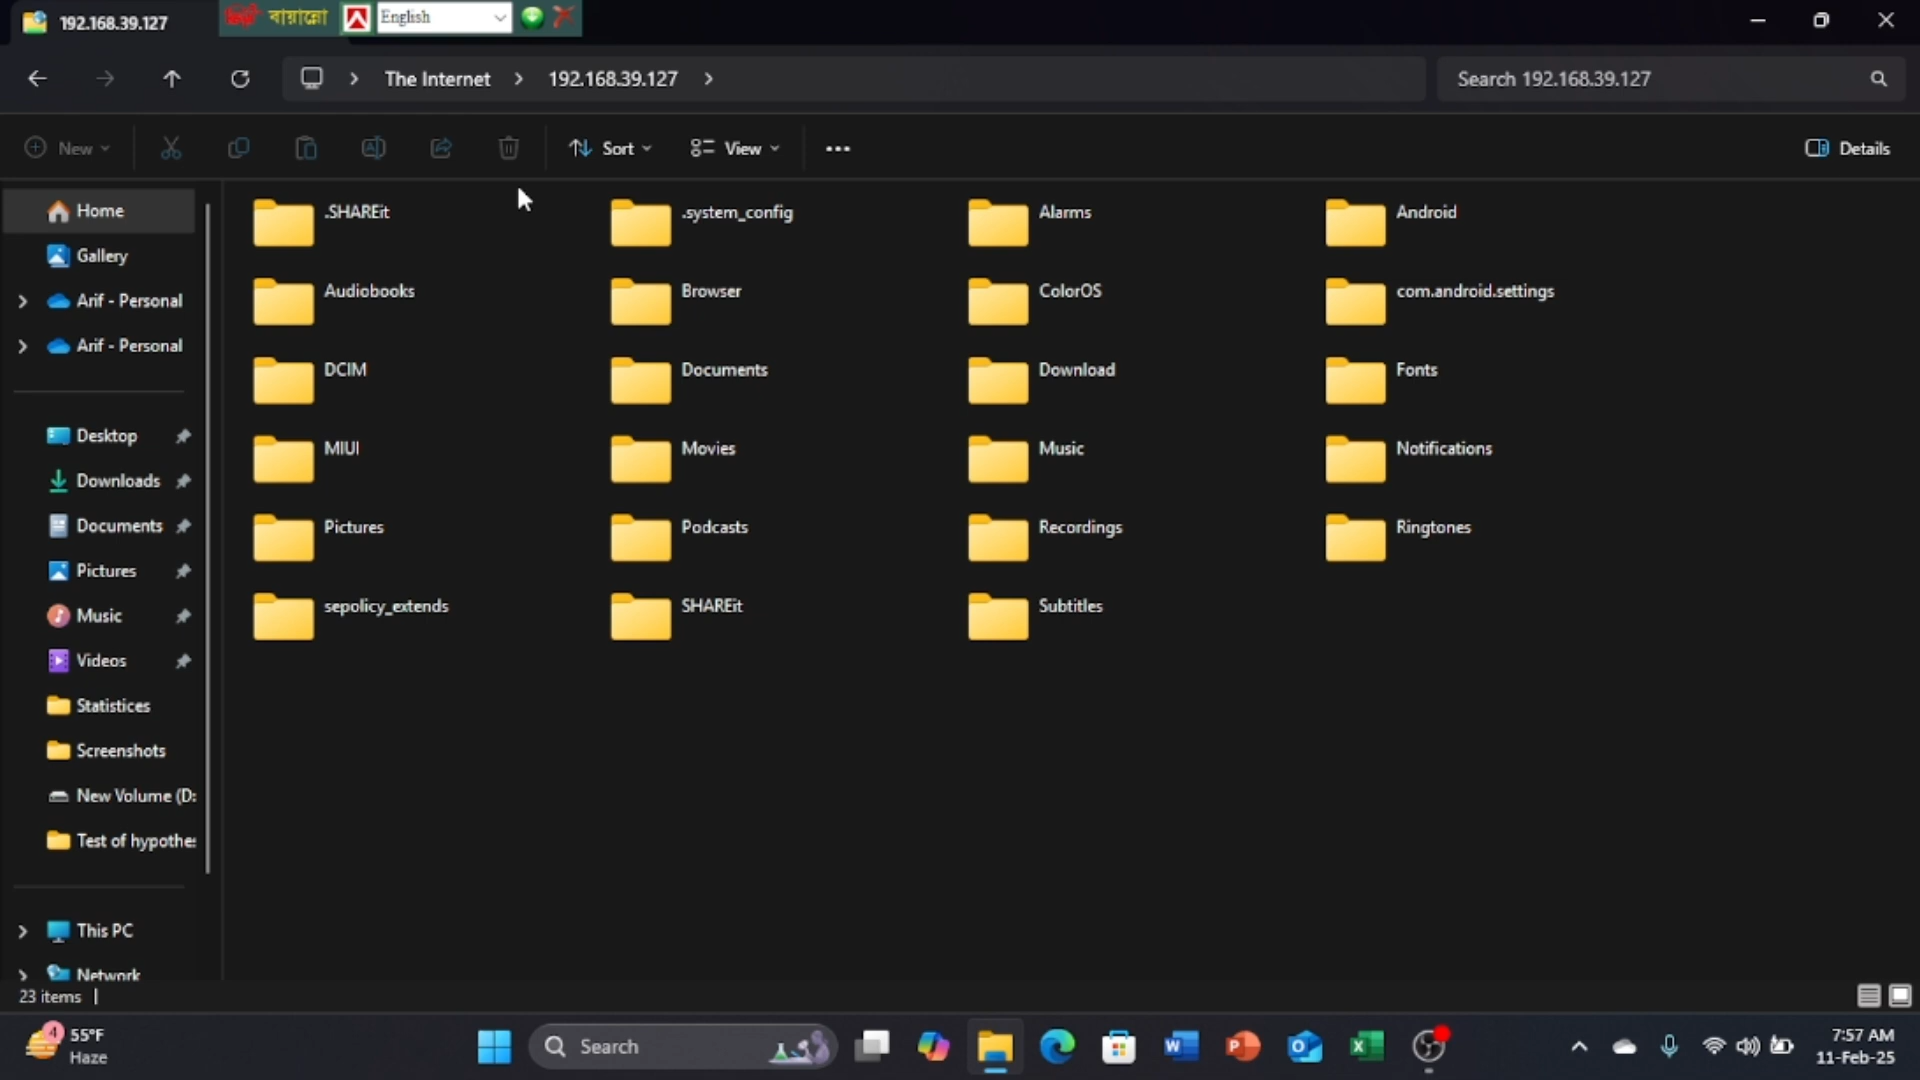 192.168.39.127
বায়ান্নো
English
The Internet
192.168.39.127
Search 192.168.39.127
New
Sort
View
Details
Home
Gallery
Arif - Personal
Arif - Personal
Desktop
Downloads
Documents
Pictures
Music
Videos
Statistices
Screenshots
New Volume (D:
Test of hypothe
This PC
Network
.SHAREit
.system_config
Alarms
Android
Audiobooks
Browser
ColorOS
com.android.settings
DCIM
Documents
Download
Fonts
MIUI
Movies
Music
Notifications
Pictures
Podcasts
Recordings
Ringtones
sepolicy_extends
SHAREit
Subtitles
23 items
4
55°F
Haze
Search
7:57 AM
11-Feb-25